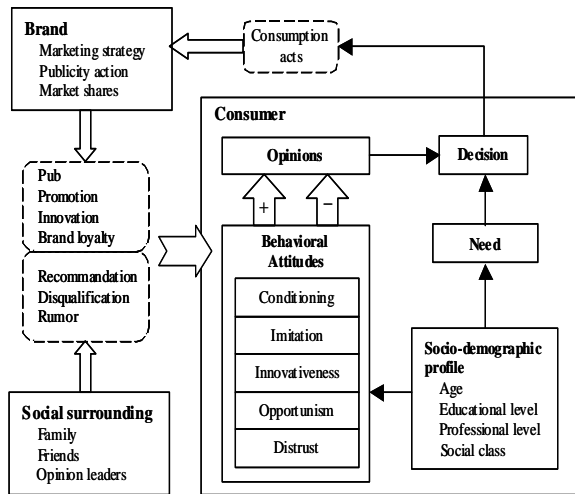 Brand
Marketing strategy
Publicity action
Market shares
Consumption
acts
Consumer
Opinions
Decision
Pub
Promotion
Innovation
Brand loyalty
Recommandation
Disqualification
Rumor
+
−
Need
Behavioral
Attitudes
Conditioning
Imitation
Innovativeness
Opportunism
Distrust
Socio-demographic
profile
Age
Educational level
Professional level
Social class
Social surrounding
Family
Friends
Opinion leaders